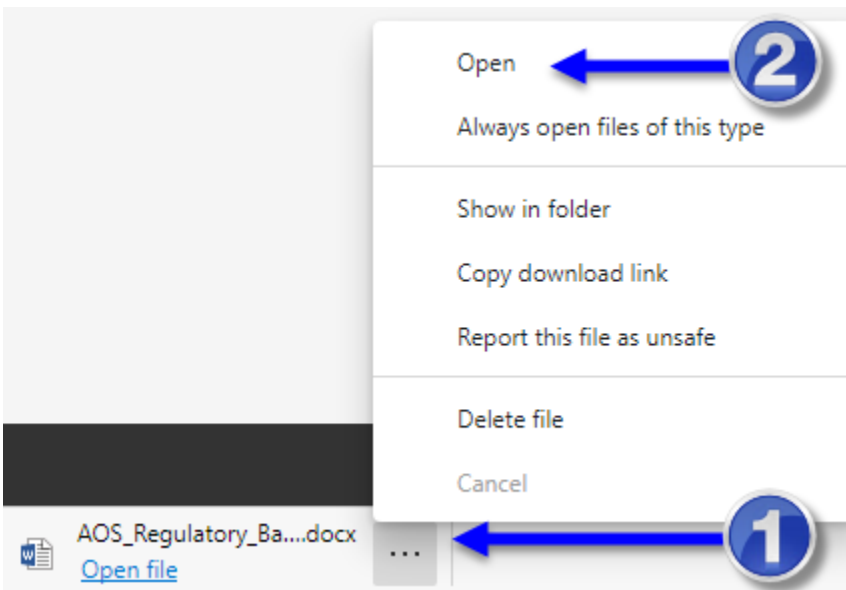 Open
2
Always open files of this type
Show in folder
Copy download link
Report this file as unsafe
Delete file
Cancel
AOS_Regulatory_Ba....docx
...
1
Open file